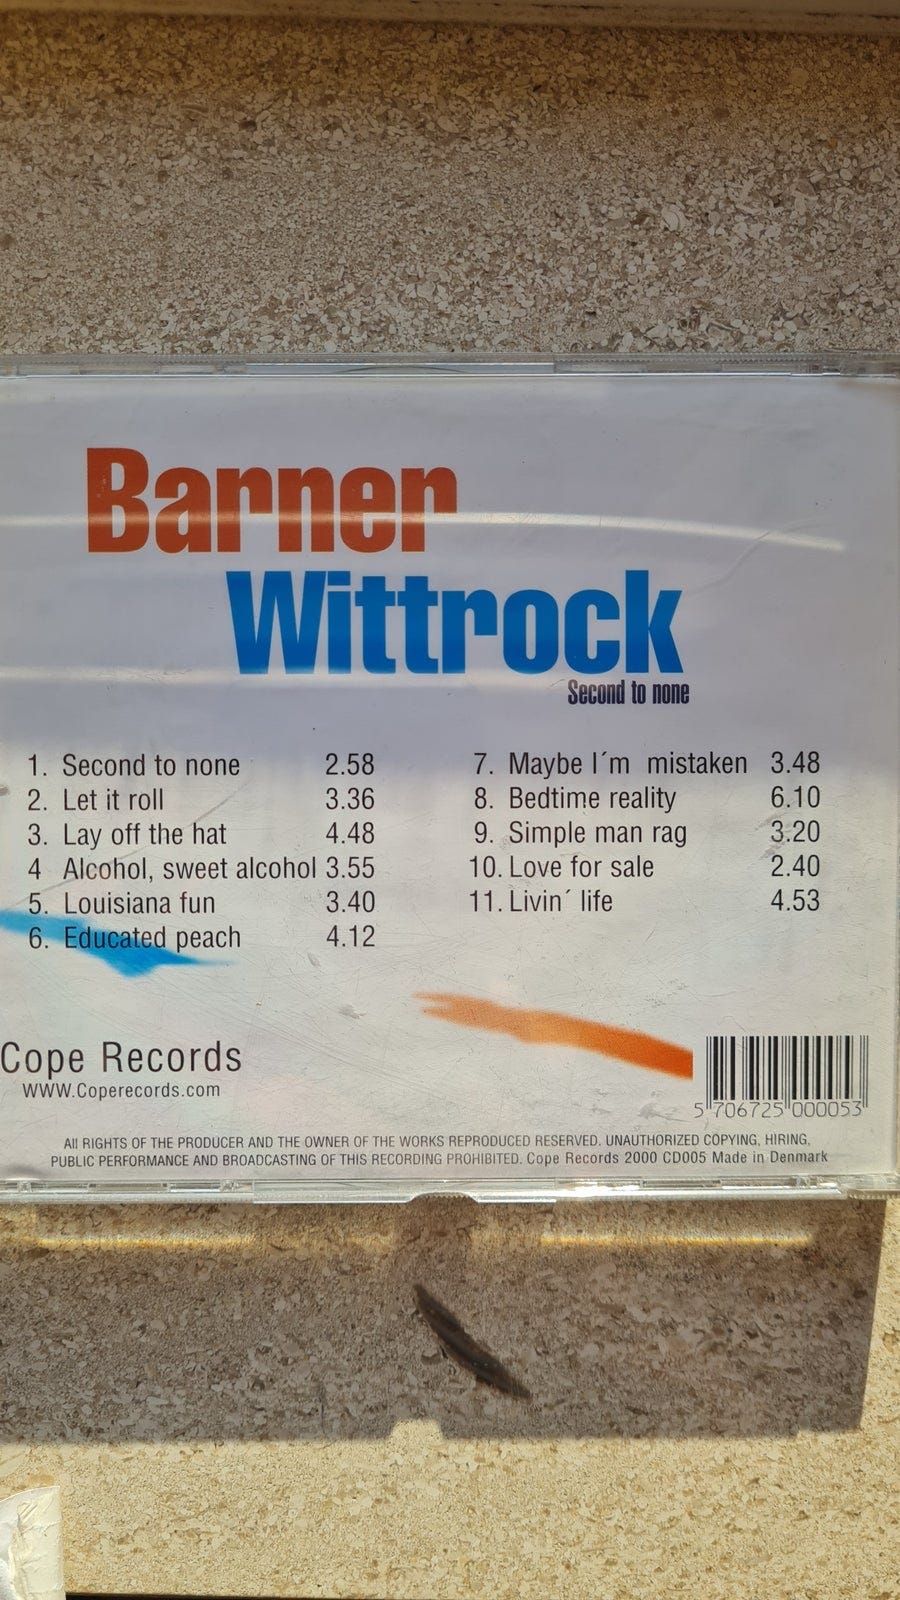 Barner
Wittrock
Second to none
1. Second to none 2.58
2. Let it roll 3.36
3. Lay off the hat 4.48
4 Alcohol, sweet alcohol 3.55
5. Louisiana fun 3.40
6. Educated peach 4.12
7. Maybe I´m mistaken 3.48
8. Bedtime reality 6.10
9. Simple man rag 3.20
10. Love for sale 2.40
11. Livin´ life 4.53
Cope Records
WWW.Coperecords.com
5 706725 000053
All RIGHTS OF THE PRODUCER AND THE OWNER OF THE WORKS REPRODUCED RESERVED. UNAUTHORIZED COPYING, HIRING,
PUBLIC PERFORMANCE AND BROADCASTING OF THIS RECORDING PROHIBITED. Cope Records 2000 CD005 Made in Denmark